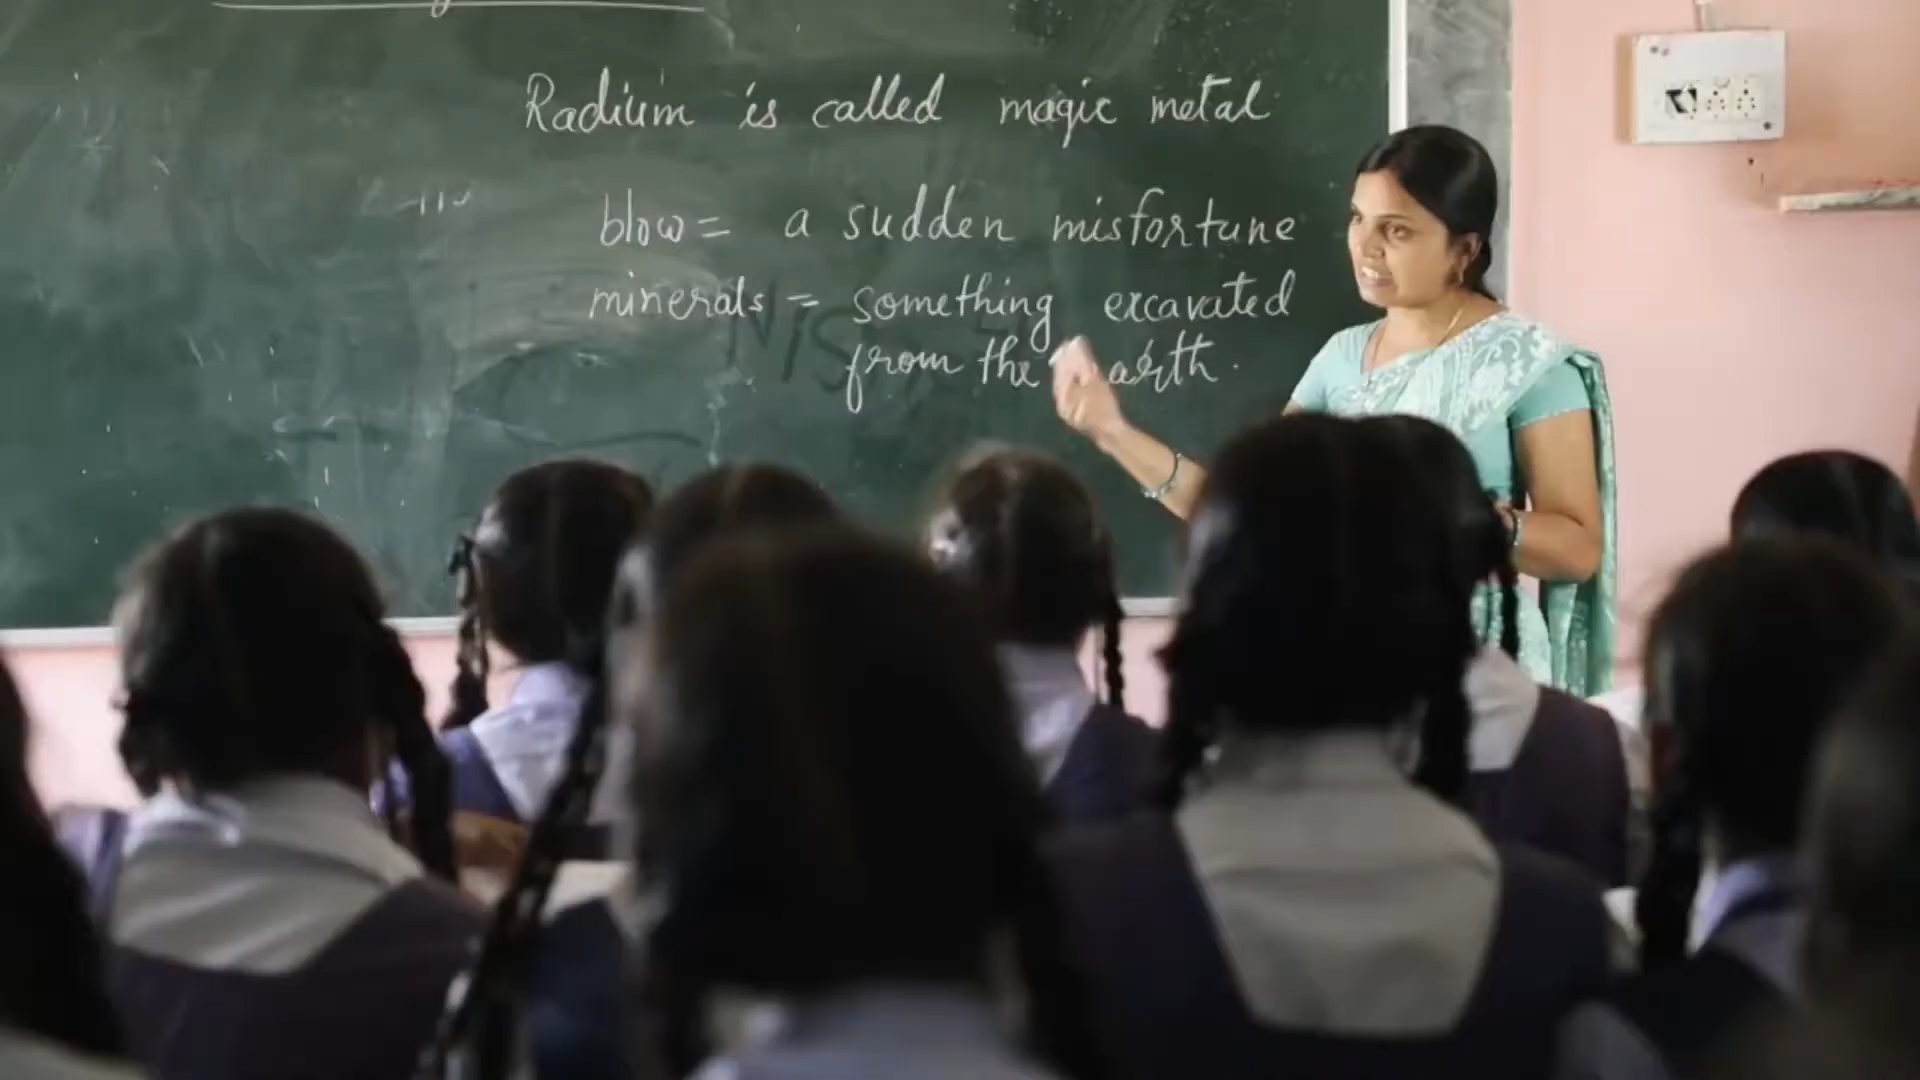 Radium is called magic metal
blow = a sudden misfortune
minerals = something excavated
from the earth.